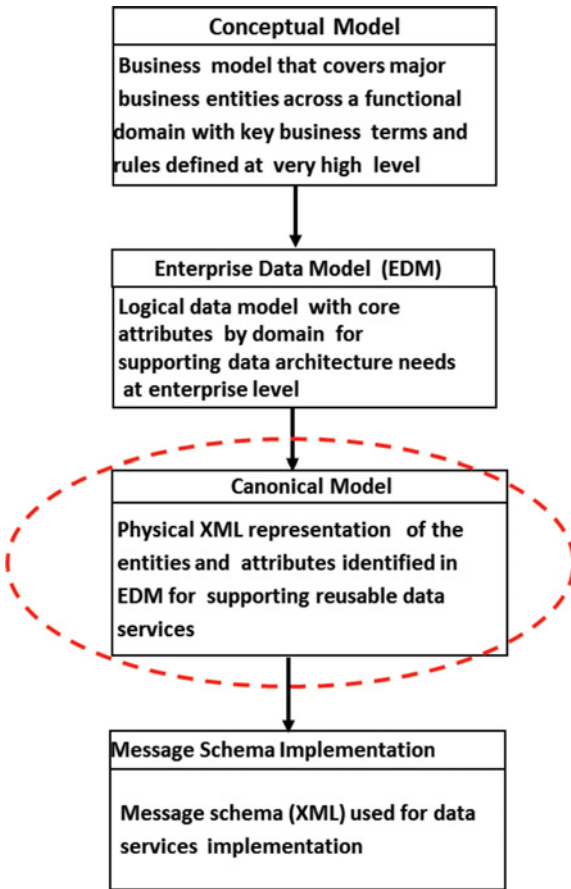 Conceptual Model
Business model that covers major
business entities across a functional
domain with key business terms and
rules defined at very high level
Enterprise Data Model (EDM)
Logical data model with core
attributes by domain for
supporting data architecture needs
at enterprise level
Canonical Model
Physical XML representation of the
entities and attributes identified in
EDM for supporting reusable data
services
Message Schema Implementation
Message schema (XML) used for data
services implementation